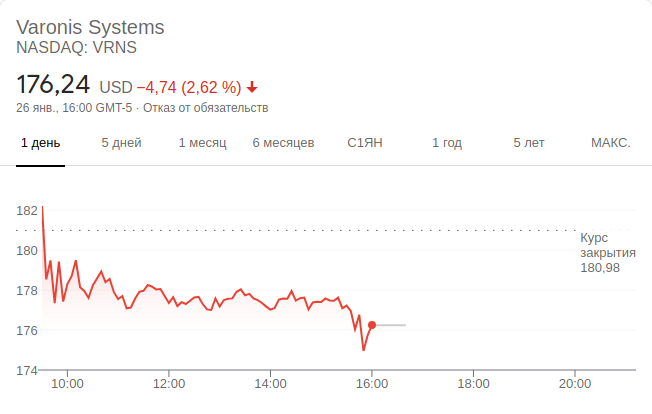 Varonis Systems
NASDAQ: VRNS
176,24 USD −4,74 (2,62 %)
26 янв., 16:00 GMT-5 · Отказ от обязательств
1 день 5 дней 1 месяц 6 месяцев С1ЯН 1 год 5 лет МАКС.
182
Курс
закрытия
180,98
180
178
176
174
10:00 12:00 14:00 16:00 18:00 20:00